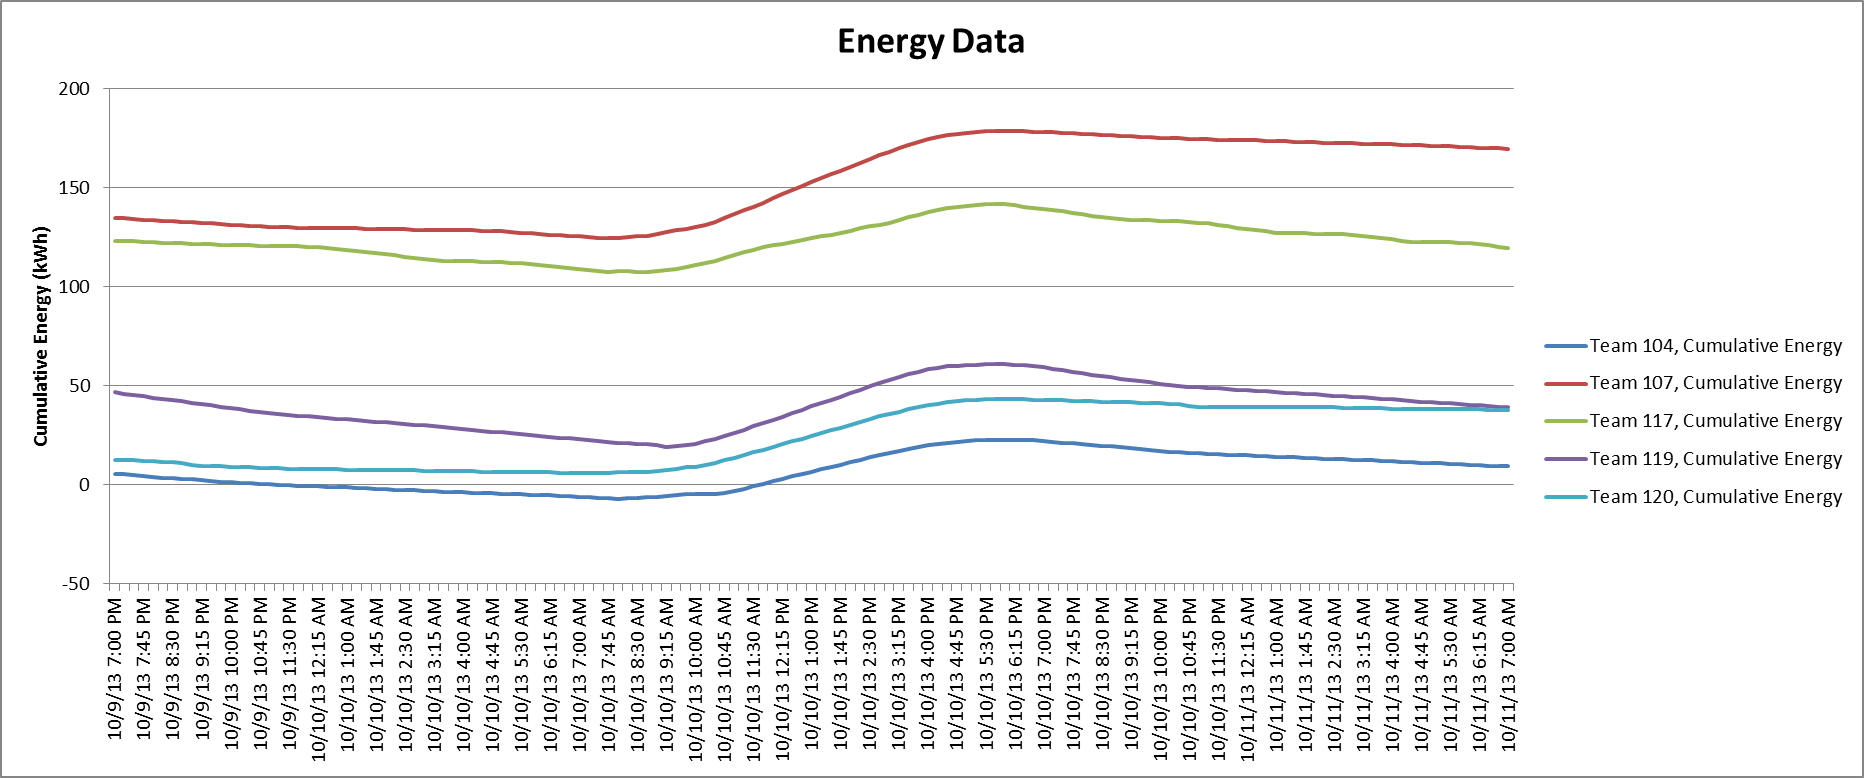 Energy Data
Cumulative Energy (kWh)
200
150
100
50
0
-50
10/9/13 7:00 PM
10/9/13 7:45 PM
10/9/13 8:30 PM
10/9/13 9:15 PM
10/9/13 10:00 PM
10/9/13 10:45 PM
10/9/13 11:30 PM
10/10/13 12:15 AM
10/10/13 1:00 AM
10/10/13 1:45 AM
10/10/13 2:30 AM
10/10/13 3:15 AM
10/10/13 4:00 AM
10/10/13 4:45 AM
10/10/13 5:30 AM
10/10/13 6:15 AM
10/10/13 7:00 AM
10/10/13 7:45 AM
10/10/13 8:30 AM
10/10/13 9:15 AM
10/10/13 10:00 AM
10/10/13 10:45 AM
10/10/13 11:30 AM
10/10/13 12:15 PM
10/10/13 1:00 PM
10/10/13 1:45 PM
10/10/13 2:30 PM
10/10/13 3:15 PM
10/10/13 4:00 PM
10/10/13 4:45 PM
10/10/13 5:30 PM
10/10/13 6:15 PM
10/10/13 7:00 PM
10/10/13 7:45 PM
10/10/13 8:30 PM
10/10/13 9:15 PM
10/10/13 10:00 PM
10/10/13 10:45 PM
10/10/13 11:30 PM
10/11/13 12:15 AM
10/11/13 1:00 AM
10/11/13 1:45 AM
10/11/13 2:30 AM
10/11/13 3:15 AM
10/11/13 4:00 AM
10/11/13 4:45 AM
10/11/13 5:30 AM
10/11/13 6:15 AM
10/11/13 7:00 AM
Team 104, Cumulative Energy
Team 107, Cumulative Energy
Team 117, Cumulative Energy
Team 119, Cumulative Energy
Team 120, Cumulative Energy